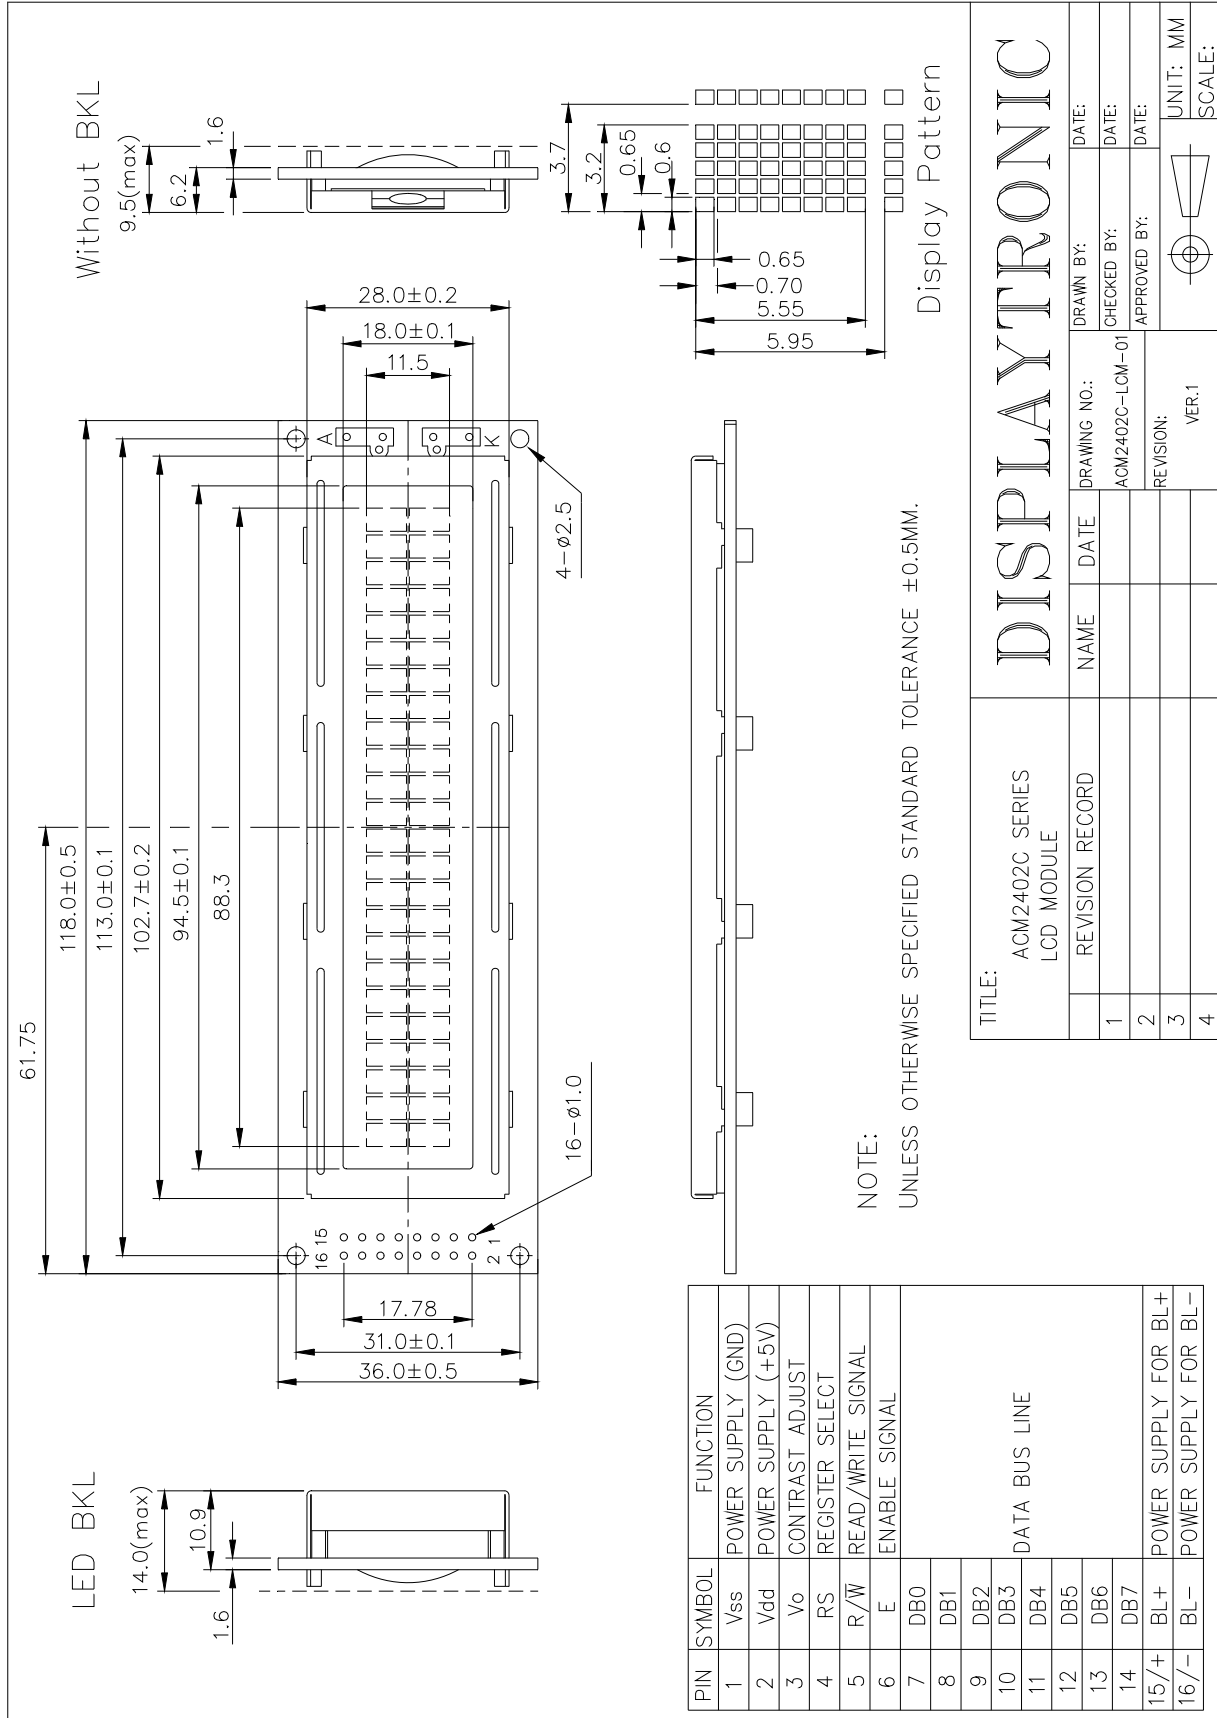 LED BKL
14.0(max)
10.9
1.6
61.75
118.0±0.5
113.0±0.1
102.7±0.2
94.5±0.1
88.3
Without BKL
9.5(max)
6.2
1.6
28.0±0.2
18.0±0.1
11.5
A
K
4-ø2.5
16-ø1.0
16 15
2 1
17.78
31.0±0.1
36.0±0.5
3.7
3.2
0.65
0.6
0.65
0.70
5.55
5.95
Display Pattern
NOTE:
UNLESS OTHERWISE SPECIFIED STANDARD TOLERANCE ±0.5MM.
PIN SYMBOL FUNCTION
1 Vss POWER SUPPLY (GND)
2 Vdd POWER SUPPLY (+5V)
3 Vo CONTRAST ADJUST
4 RS REGISTER SELECT
5 R/W̅ READ/WRITE SIGNAL
6 E ENABLE SIGNAL
7 DB0
8 DB1
9 DB2
10 DB3
DATA BUS LINE
11 DB4
12 DB5
13 DB6
14 DB7
15/+ BL+ POWER SUPPLY FOR BL+
16/- BL- POWER SUPPLY FOR BL-
TITLE:
ACM2402C SERIES
LCD MODULE
DISPLAYTRONIC
REVISION RECORD NAME DATE
1
2
3
4
DRAWING NO.:
ACM2402C-LCM-01
REVISION:
VER.1
DRAWN BY: DATE:
CHECKED BY: DATE:
APPROVED BY: DATE:
UNIT: MM
SCALE: